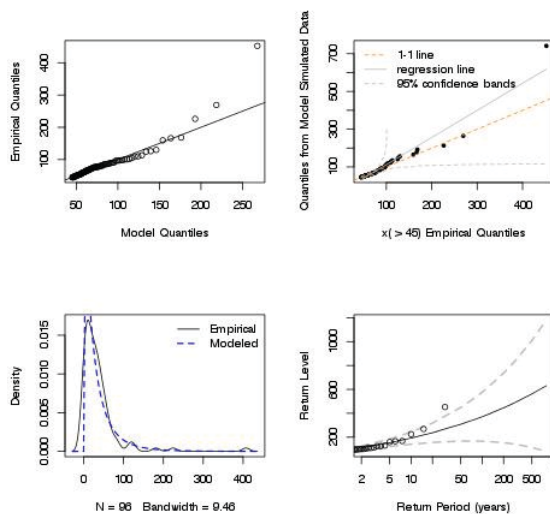 Empirical Quantiles
100 200 300 400
50 100 150 200 250
Model Quantiles
Quantiles from Model Simulated Data
100 300 500 700
1-1 line
regression line
95% confidence bands
0 100 200 300 400
x( > 45) Empirical Quantiles
Density
0.000 0.005 0.010 0.015
Empirical
Modeled
0 100 200 300 400
N = 96 Bandwidth = 9.46
Return Level
200 600 1000
2 5 10 50 100 500
Return Period (years)